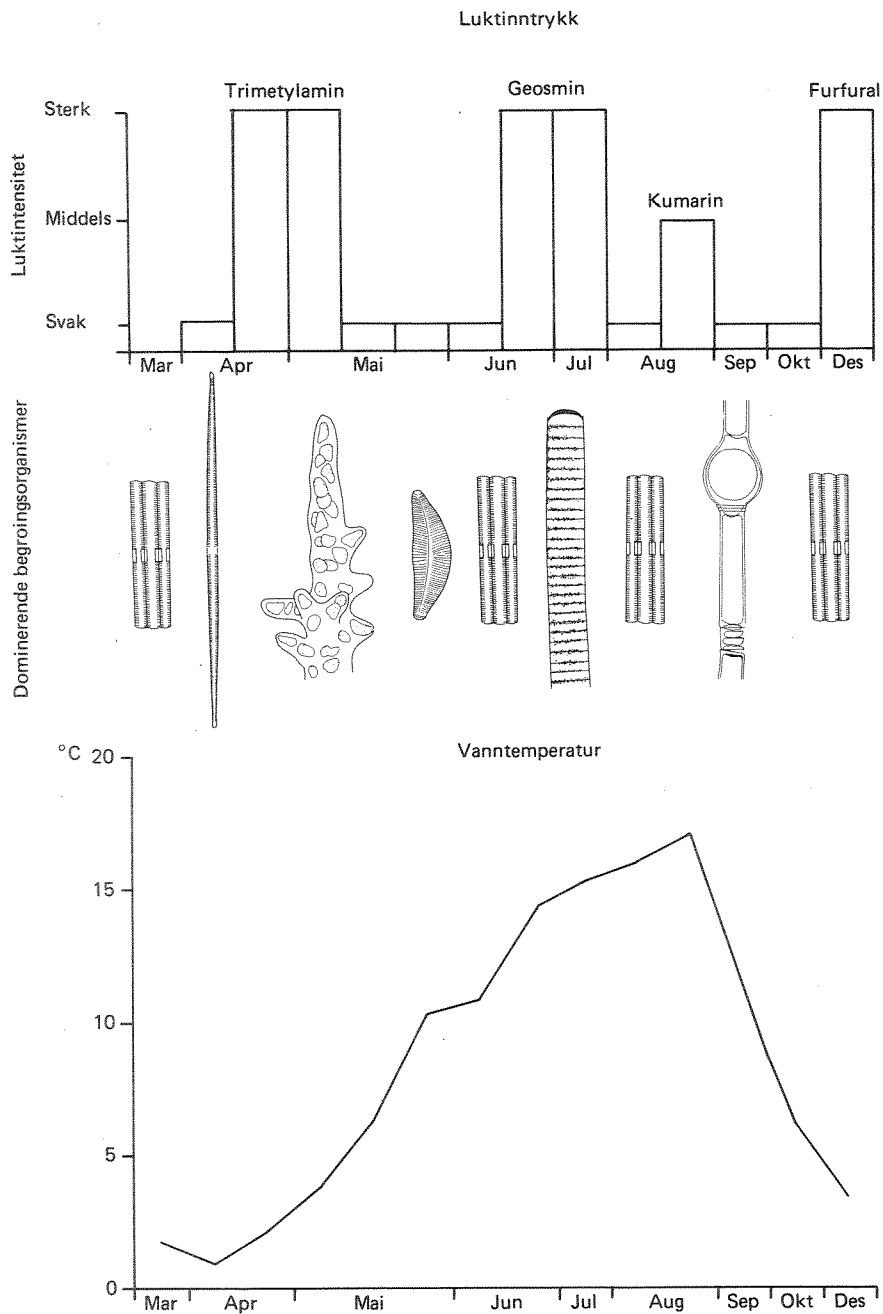 Luktinntrykk
Trimetylamin Geosmin Furfural
Sterk
Kumarin
Middels
Svak
Luktintensitet
Mar Apr Mai Jun Jul Aug Sep Okt Des
Dominerende begroingsorganismer
°C 20 Vanntemperatur
15
10
5
0
Mar Apr Mai Jun Jul Aug Sep Okt Des